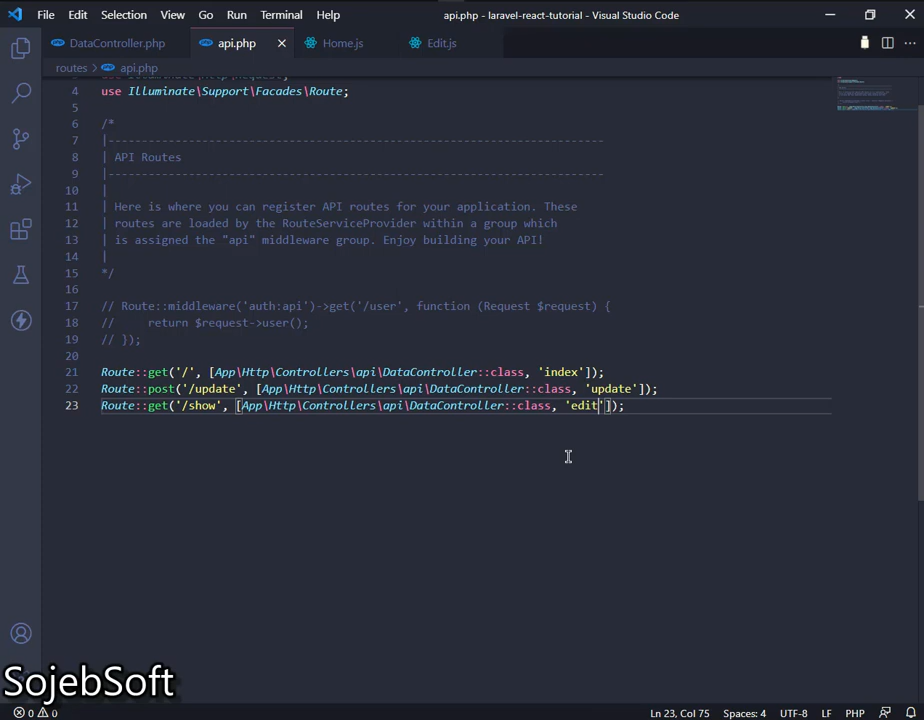 File Edit Selection View Go Run Terminal Help api.php - laravel-react-tutorial - Visual Studio Code
DataController.php api.php Home.js Edit.js
routes > api.php
4 use Illuminate\Support\Facades\Route;
5
6 /*
7 |--------------------------------------------------------------------------
8 | API Routes
9 |--------------------------------------------------------------------------
10 |
11 | Here is where you can register API routes for your application. These
12 | routes are loaded by the RouteServiceProvider within a group which
13 | is assigned the "api" middleware group. Enjoy building your API!
14 |
15 */
16
17 // Route::middleware('auth:api')->get('/user', function (Request $request) {
18 //     return $request->user();
19 // });
20
21 Route::get('/', [App\Http\Controllers\api\DataController::class, 'index']);
22 Route::post('/update', [App\Http\Controllers\api\DataController::class, 'update']);
23 Route::get('/show', [App\Http\Controllers\api\DataController::class, 'edit']);
SojebSoft
0 0 Ln 23, Col 75 Spaces: 4 UTF-8 LF PHP